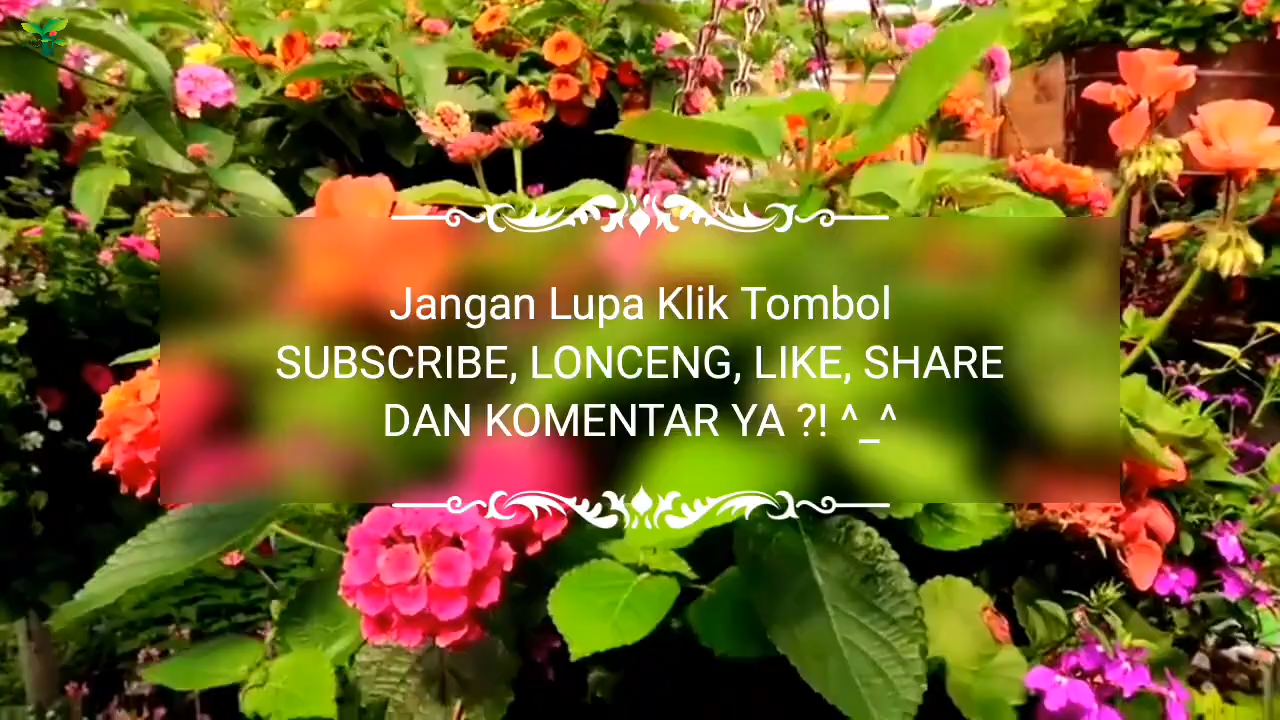 Jangan Lupa Klik Tombol
SUBSCRIBE, LONCENG, LIKE, SHARE
DAN KOMENTAR YA ?! ^_^